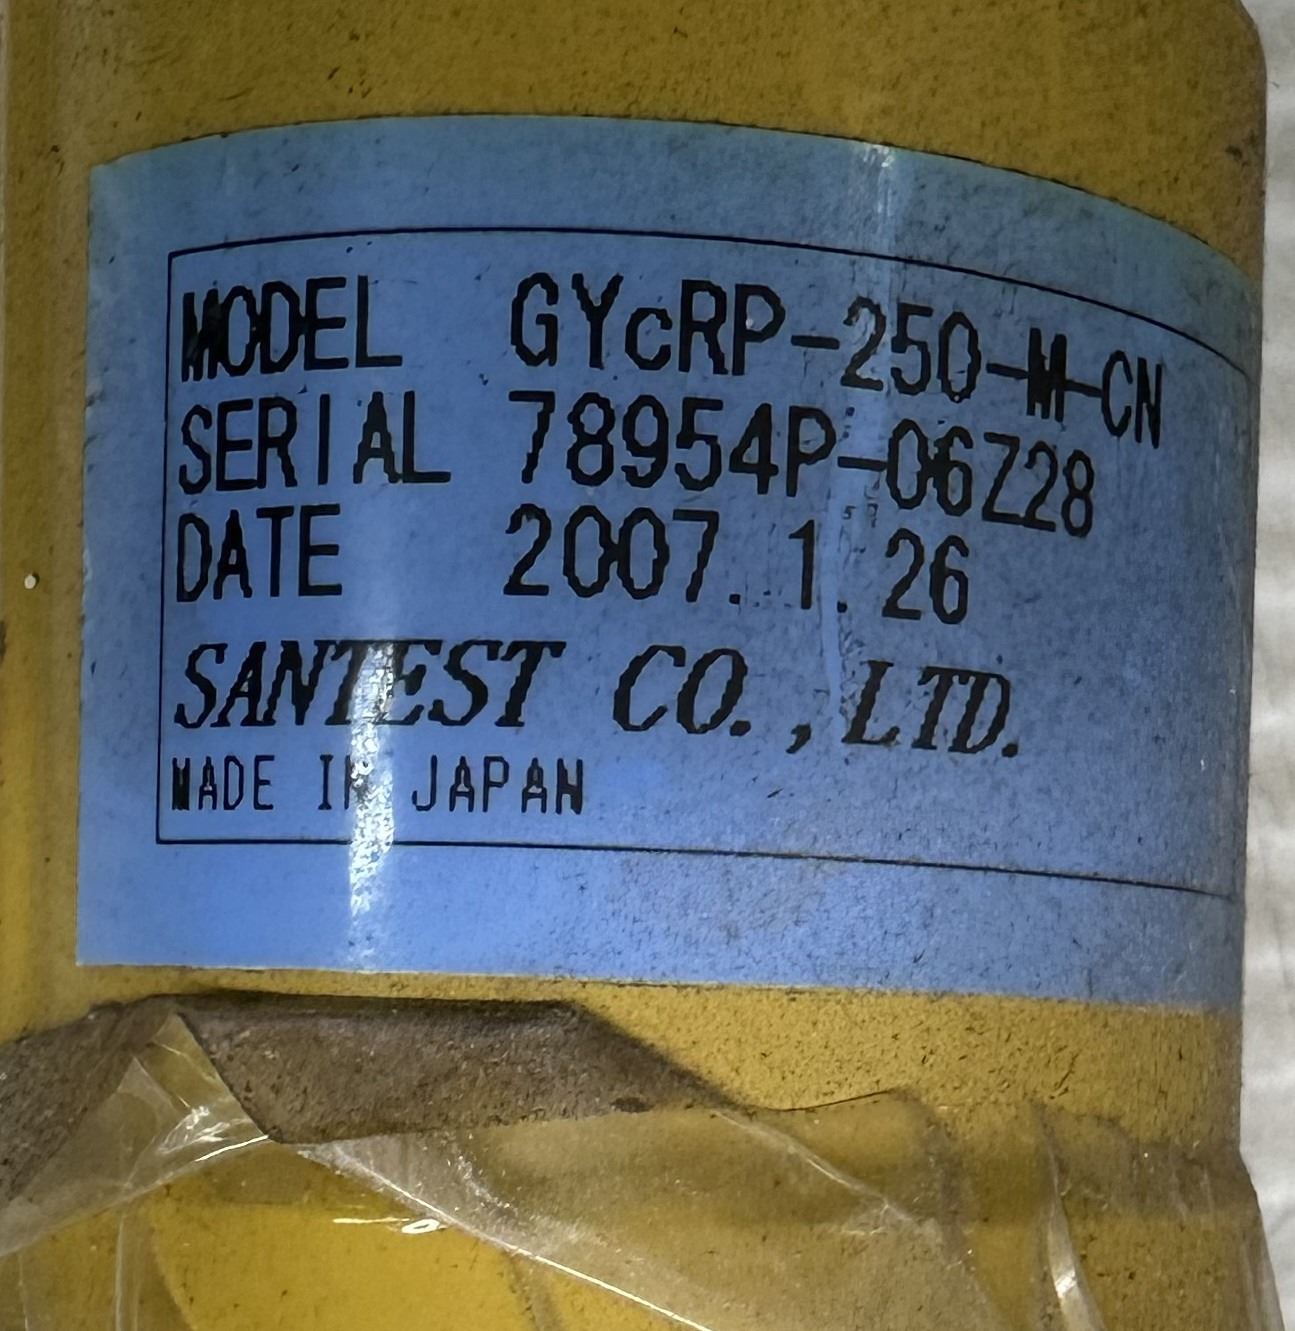 MODEL GYcRP-250-M-CN
SERIAL 78954P-06Z28
DATE 2007. 1. 26
SANTEST CO., LTD.
MADE IN JAPAN